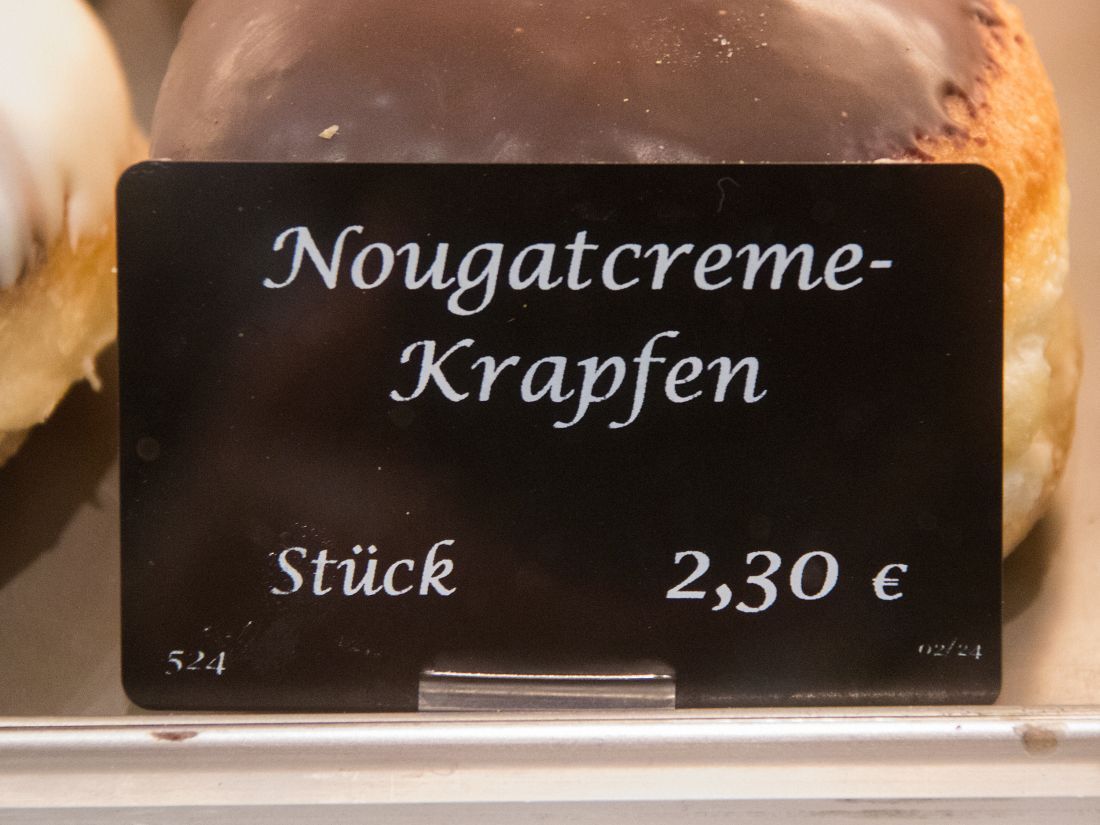 Nougatcreme-
Krapfen
Stück 2,30 €
524 02/24